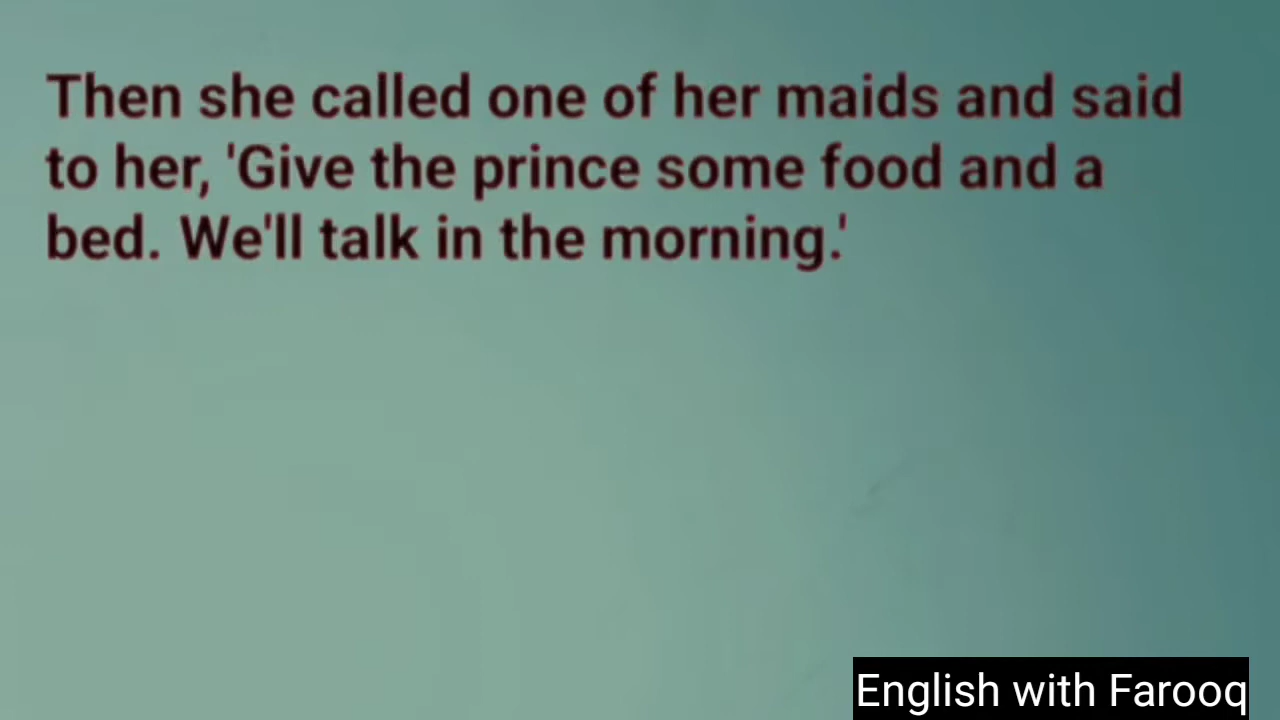 Then she called one of her maids and said
to her, 'Give the prince some food and a
bed. We'll talk in the morning.'
English with Farooq